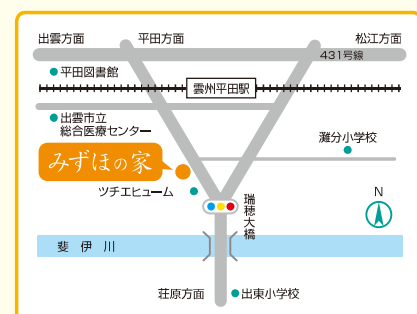 出雲方面
平田方面
松江方面
431号線
平田図書館
雲州平田駅
出雲市立
総合医療センター
灘分小学校
みずほの家
ツチエヒューム
瑞穂大橋
N
斐伊川
荘原方面
出東小学校